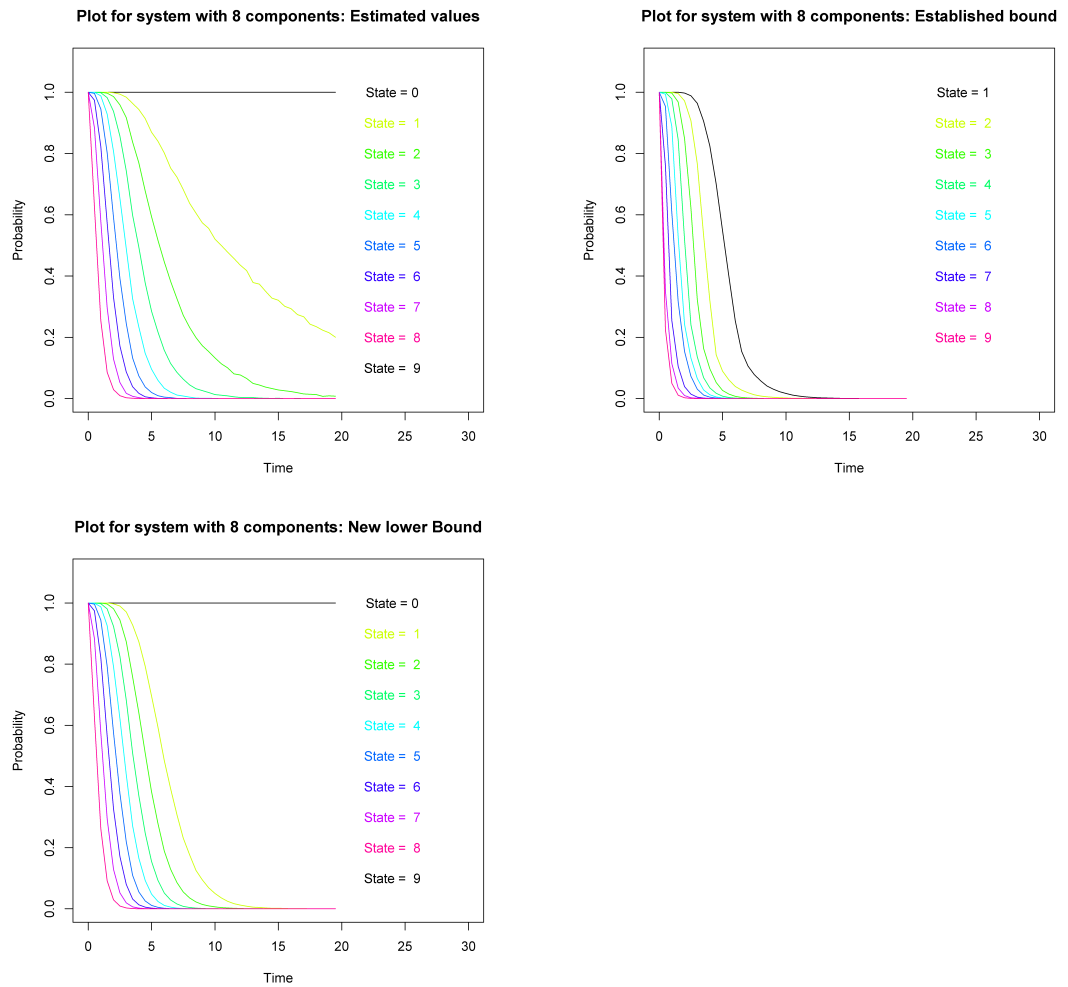 Plot for system with 8 components: Estimated values
Probability
0.0 0.2 0.4 0.6 0.8 1.0
State = 0
State = 1
State = 2
State = 3
State = 4
State = 5
State = 6
State = 7
State = 8
State = 9
0 5 10 15 20 25 30
Time
Plot for system with 8 components: Established bound
Probability
0.0 0.2 0.4 0.6 0.8 1.0
State = 1
State = 2
State = 3
State = 4
State = 5
State = 6
State = 7
State = 8
State = 9
0 5 10 15 20 25 30
Time
Plot for system with 8 components: New lower Bound
Probability
0.0 0.2 0.4 0.6 0.8 1.0
State = 0
State = 1
State = 2
State = 3
State = 4
State = 5
State = 6
State = 7
State = 8
State = 9
0 5 10 15 20 25 30
Time